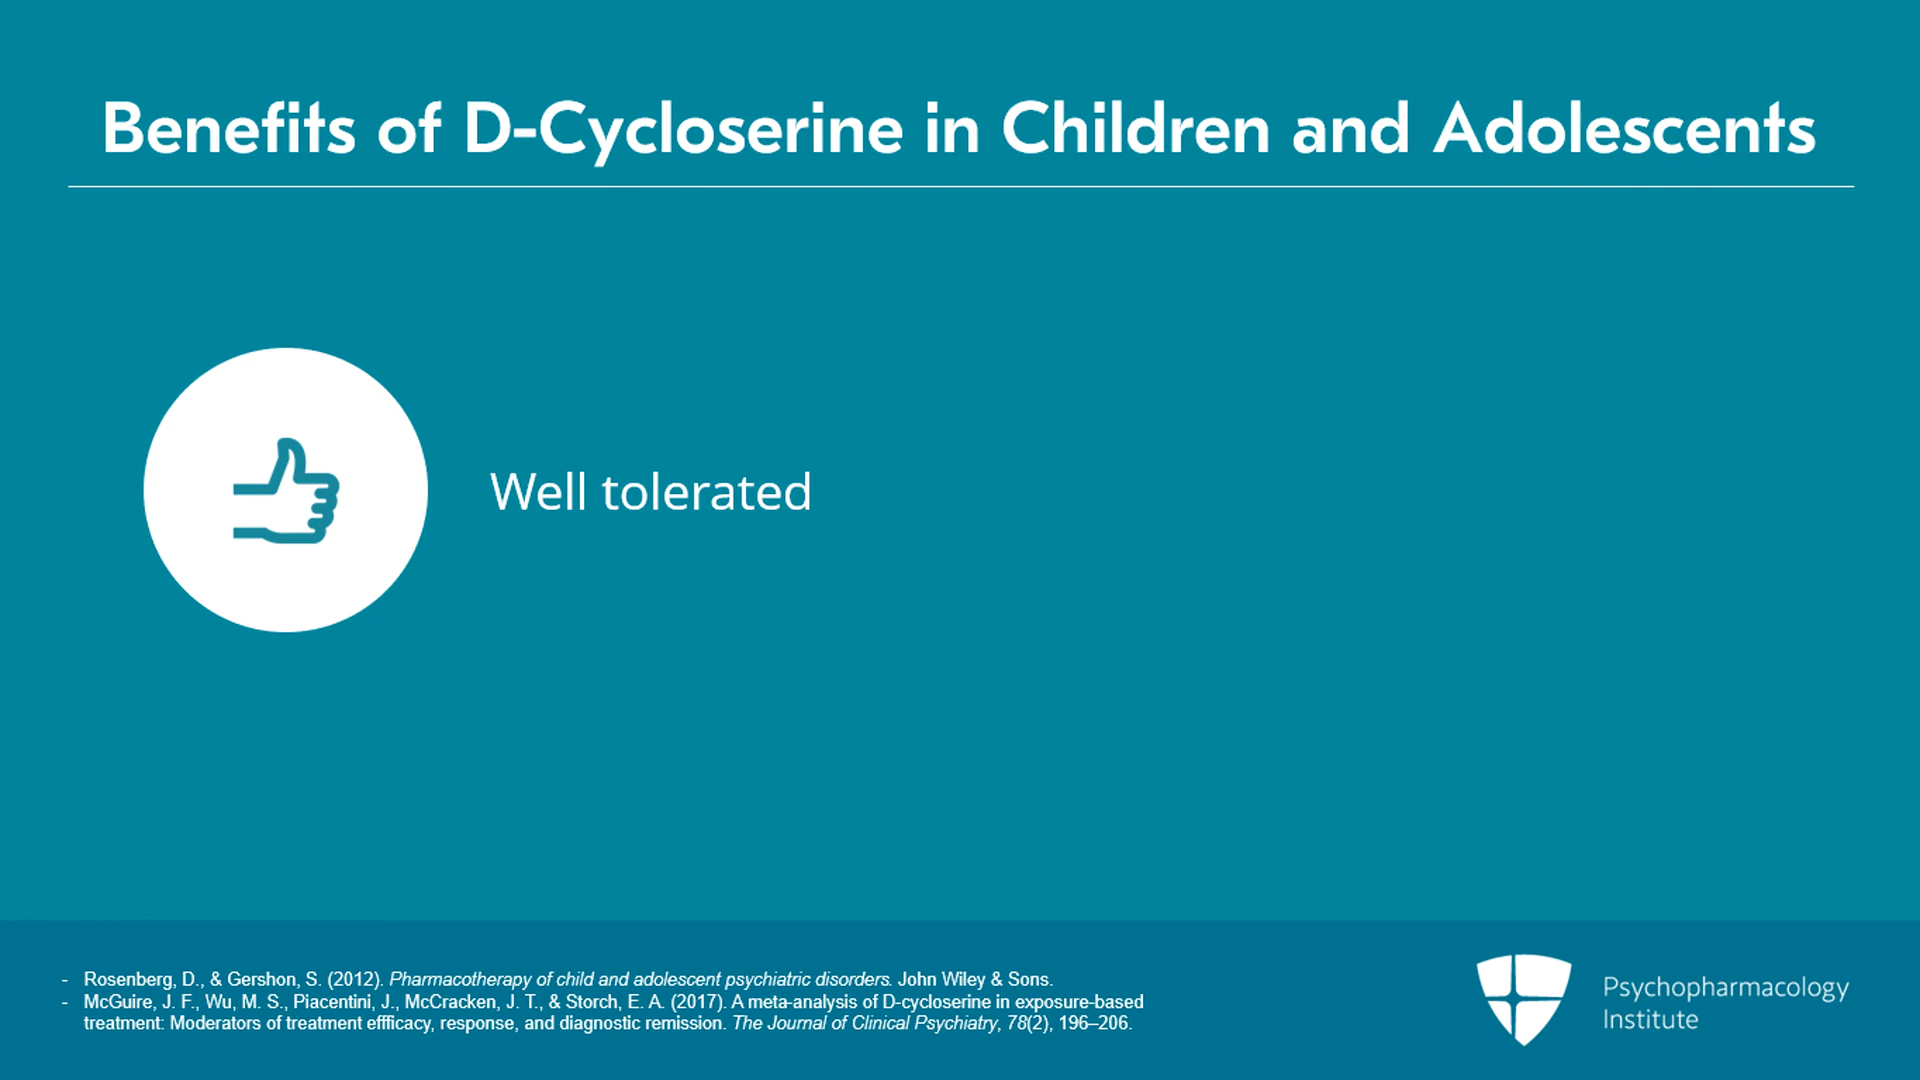 Benefits of D-Cycloserine in Children and Adolescents
Well tolerated
- Rosenberg, D., & Gershon, S. (2012). Pharmacotherapy of child and adolescent psychiatric disorders. John Wiley & Sons.
- McGuire, J. F., Wu, M. S., Piacentini, J., McCracken, J. T., & Storch, E. A. (2017). A meta-analysis of D-cycloserine in exposure-based
treatment: Moderators of treatment effficacy, response, and diagnostic remission. The Journal of Clinical Psychiatry, 78(2), 196–206.
Psychopharmacology
Institute